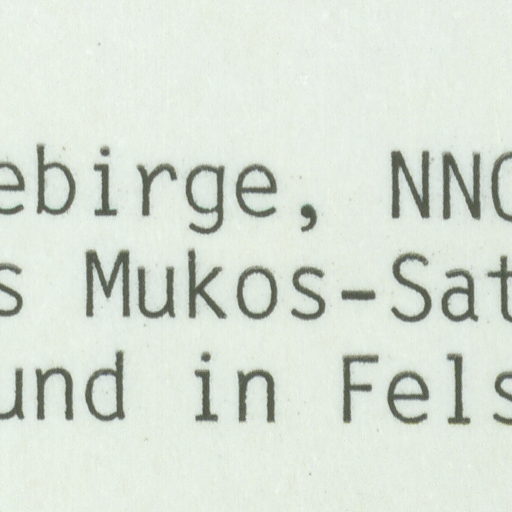 ebirge, NNO
s Mukos-Sat
und in Fels